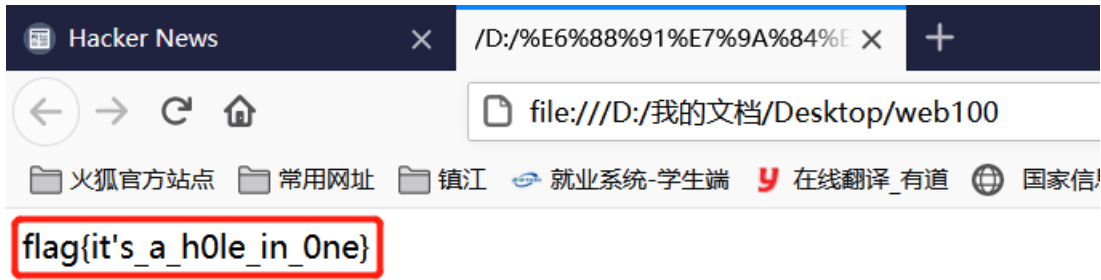 Hacker News
/D:/%E6%88%91%E7%9A%84%E
file:///D:/我的文档/Desktop/web100
火狐官方站点 常用网址 镇江 就业系统-学生端 在线翻译_有道 国家信息
flag{it's_a_h0le_in_0ne}